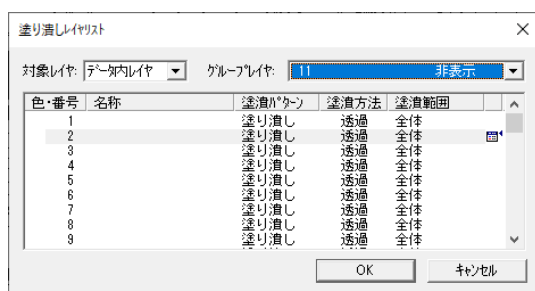 塗り潰しレイヤリスト
対象レイヤ: データ内レイヤ グループレイヤ: 11 非表示
色・番号 名称 塗潰パターン 塗潰方法 塗潰範囲
1 塗り潰し 透過 全体
2 塗り潰し 透過 全体
3 塗り潰し 透過 全体
4 塗り潰し 透過 全体
5 塗り潰し 透過 全体
6 塗り潰し 透過 全体
7 塗り潰し 透過 全体
8 塗り潰し 透過 全体
9 塗り潰し 透過 全体
OK キャンセル